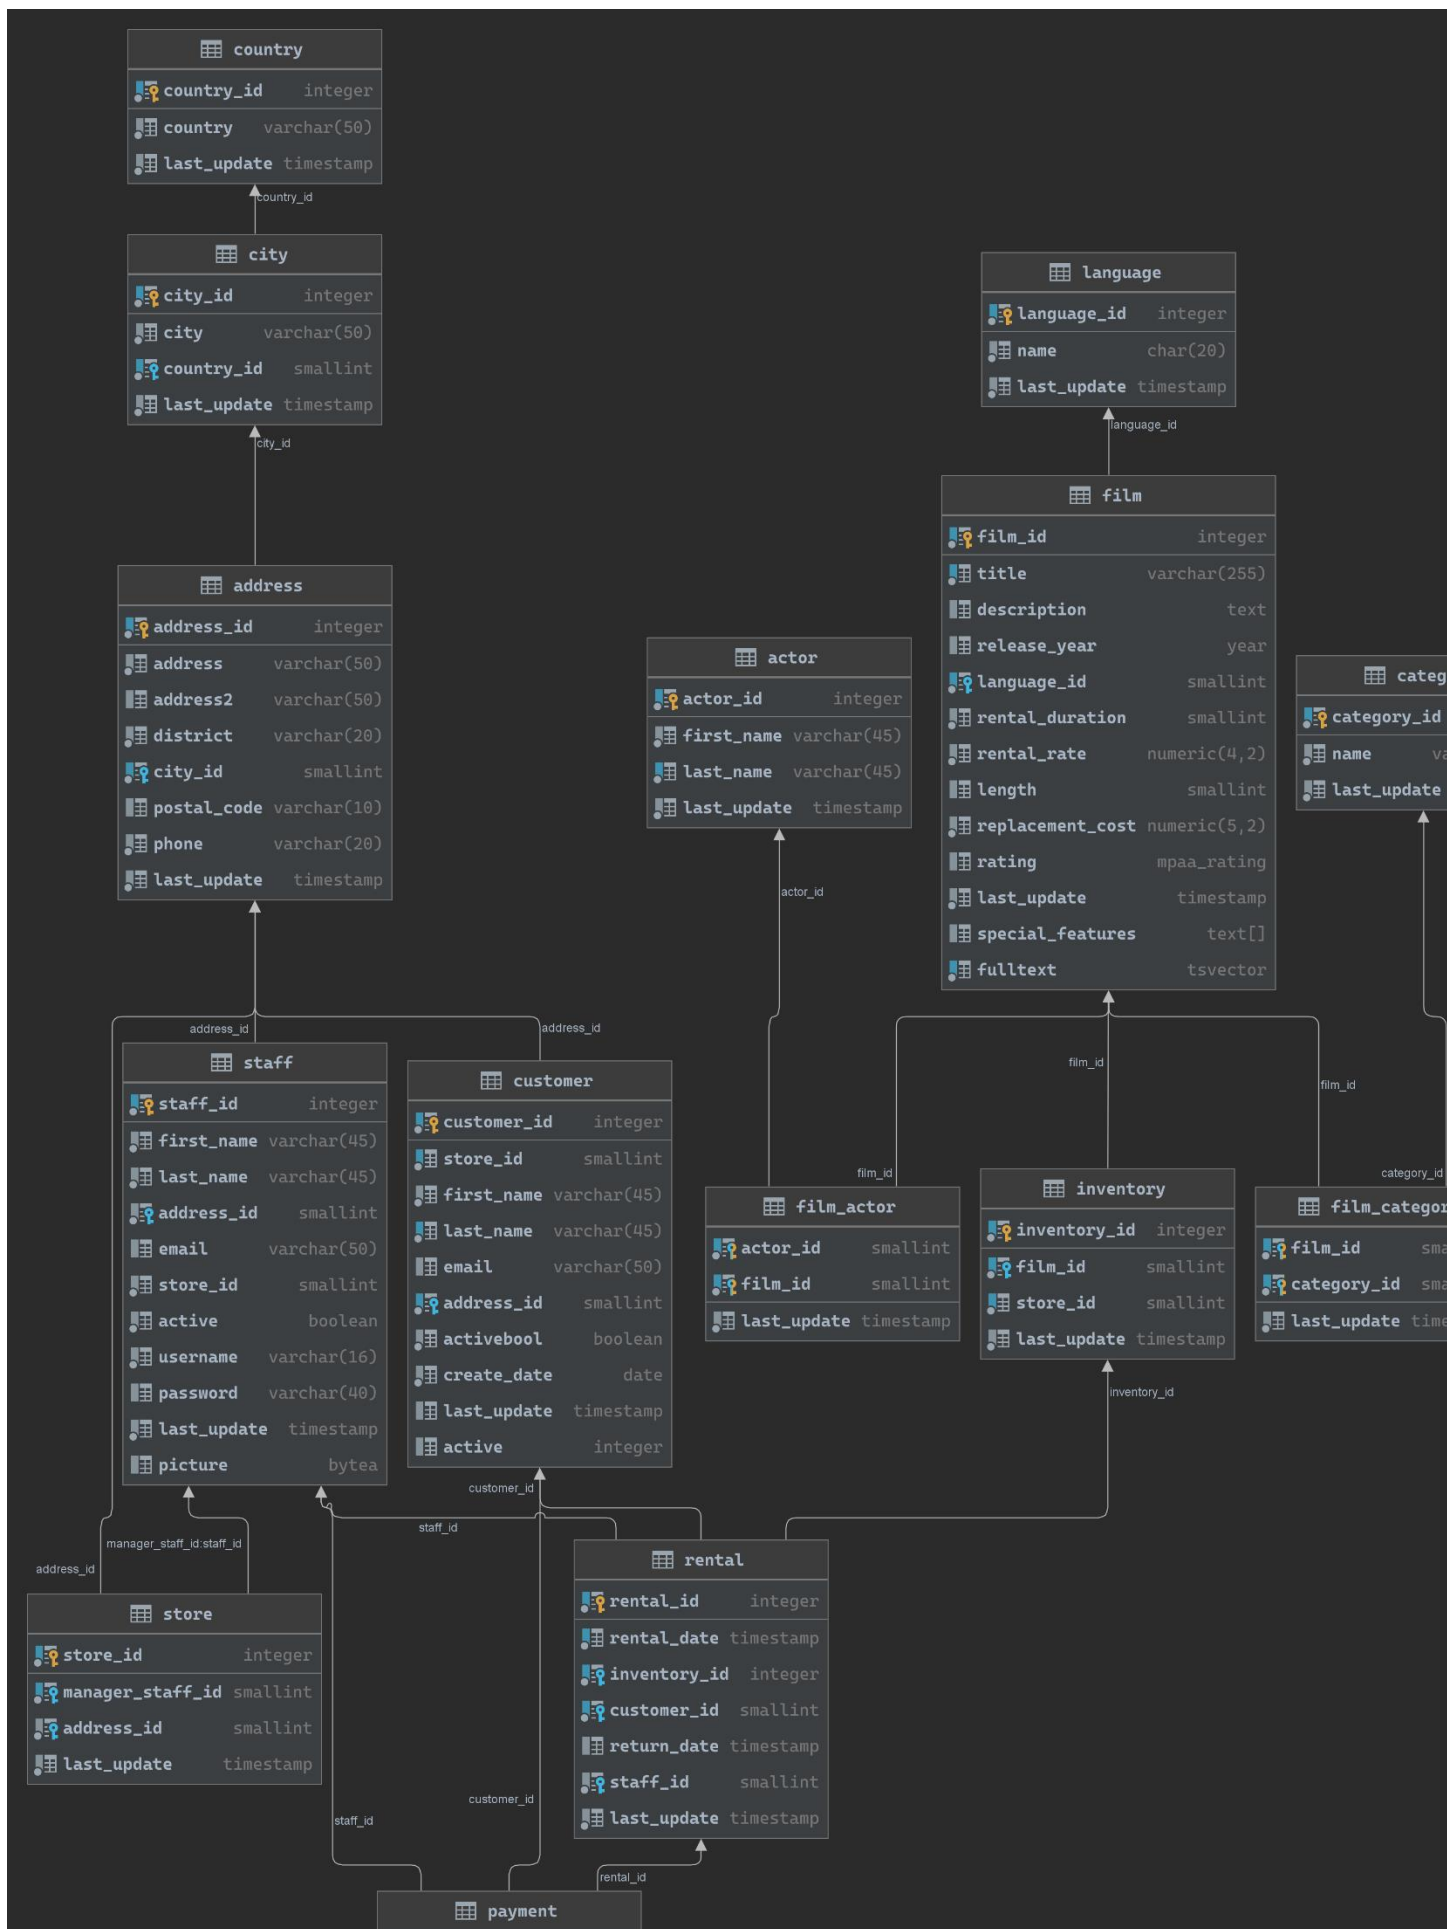 country
country_id integer
country varchar(50)
last_update timestamp
country_id
city
city_id integer
city varchar(50)
country_id smallint
last_update timestamp
city_id
language
language_id integer
name char(20)
last_update timestamp
language_id
film
film_id integer
title varchar(255)
description text
release_year year
language_id smallint
rental_duration smallint
rental_rate numeric(4,2)
length smallint
replacement_cost numeric(5,2)
rating mpaa_rating
last_update timestamp
special_features text[]
fulltext tsvector
address
address_id integer
address varchar(50)
address2 varchar(50)
district varchar(20)
city_id smallint
postal_code varchar(10)
phone varchar(20)
last_update timestamp
actor
actor_id integer
first_name varchar(45)
last_name varchar(45)
last_update timestamp
actor_id
categ
category_id
name va
last_update
address_id
address_id
film_id
film_id
film_id
category_id
staff
staff_id integer
first_name varchar(45)
last_name varchar(45)
address_id smallint
email varchar(50)
store_id smallint
active boolean
username varchar(16)
password varchar(40)
last_update timestamp
picture bytea
customer
customer_id integer
store_id smallint
first_name varchar(45)
last_name varchar(45)
email varchar(50)
address_id smallint
activebool boolean
create_date date
last_update timestamp
active integer
film_actor
actor_id smallint
film_id smallint
last_update timestamp
inventory
inventory_id integer
film_id smallint
store_id smallint
last_update timestamp
film_categor
film_id sma
category_id sma
last_update time
inventory_id
customer_id
staff_id
manager_staff_id:staff_id
address_id
store
store_id integer
manager_staff_id smallint
address_id smallint
last_update timestamp
rental
rental_id integer
rental_date timestamp
inventory_id integer
customer_id smallint
return_date timestamp
staff_id smallint
last_update timestamp
customer_id
staff_id
rental_id
payment